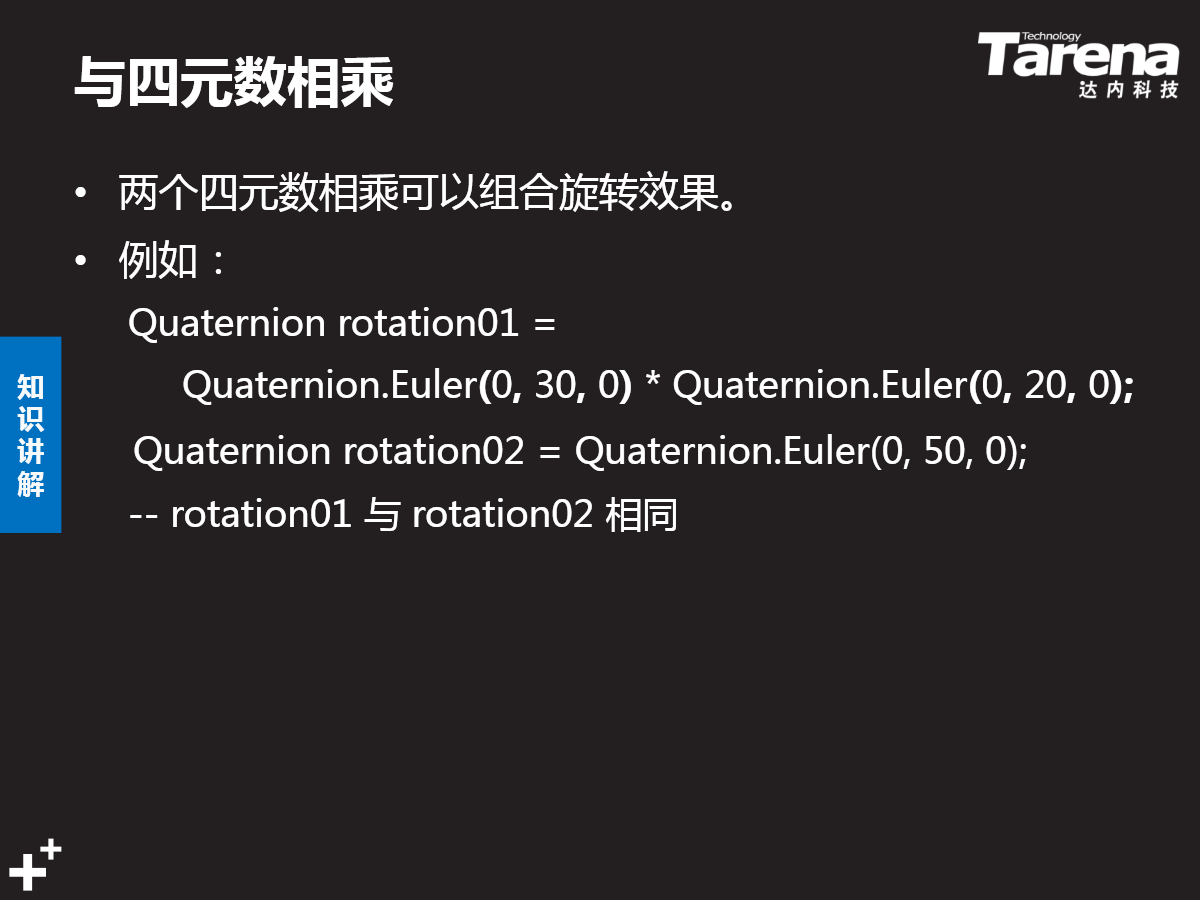 与四元数相乘
Technology
Tarena
达内科技
• 两个四元数相乘可以组合旋转效果。
• 例如：
Quaternion rotation01 =
Quaternion.Euler(0, 30, 0) * Quaternion.Euler(0, 20, 0);
Quaternion rotation02 = Quaternion.Euler(0, 50, 0);
-- rotation01 与 rotation02 相同
知
识
讲
解